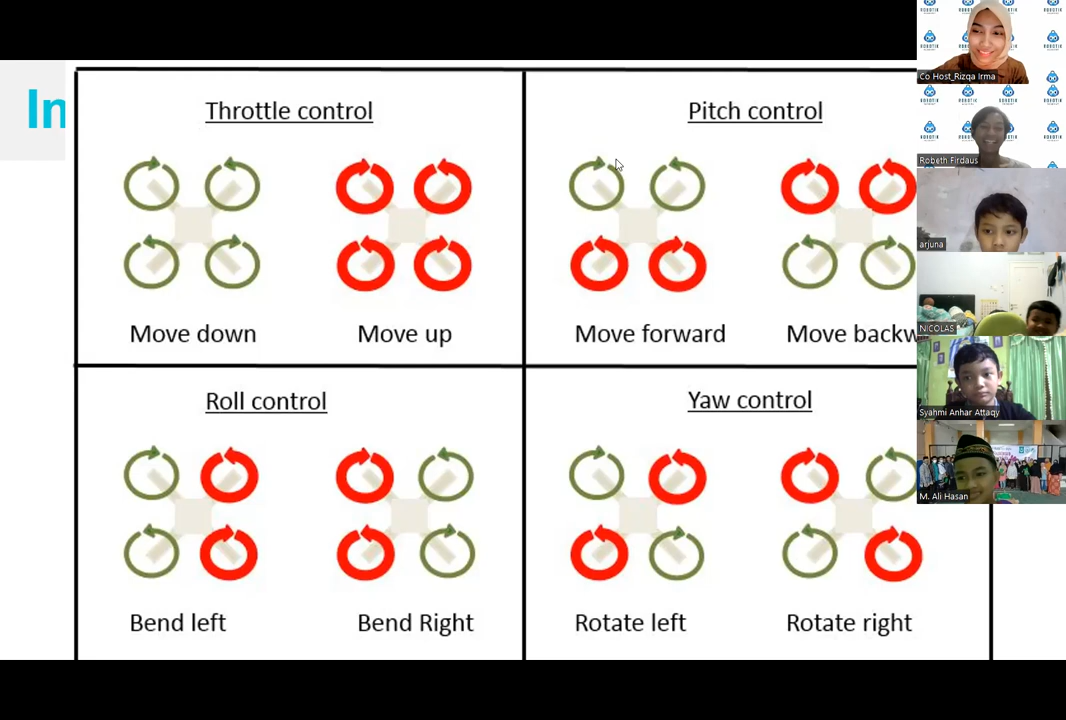 In
Throttle control
Pitch control
Move down
Move up
Move forward
Move backw
Roll control
Yaw control
Bend left
Bend Right
Rotate left
Rotate right
Co Host_Rizqa Irma
Robeth Firdaus
arjuna
NICOLAS
Syahmi Anhar Attaqy
M. Ali Hasan